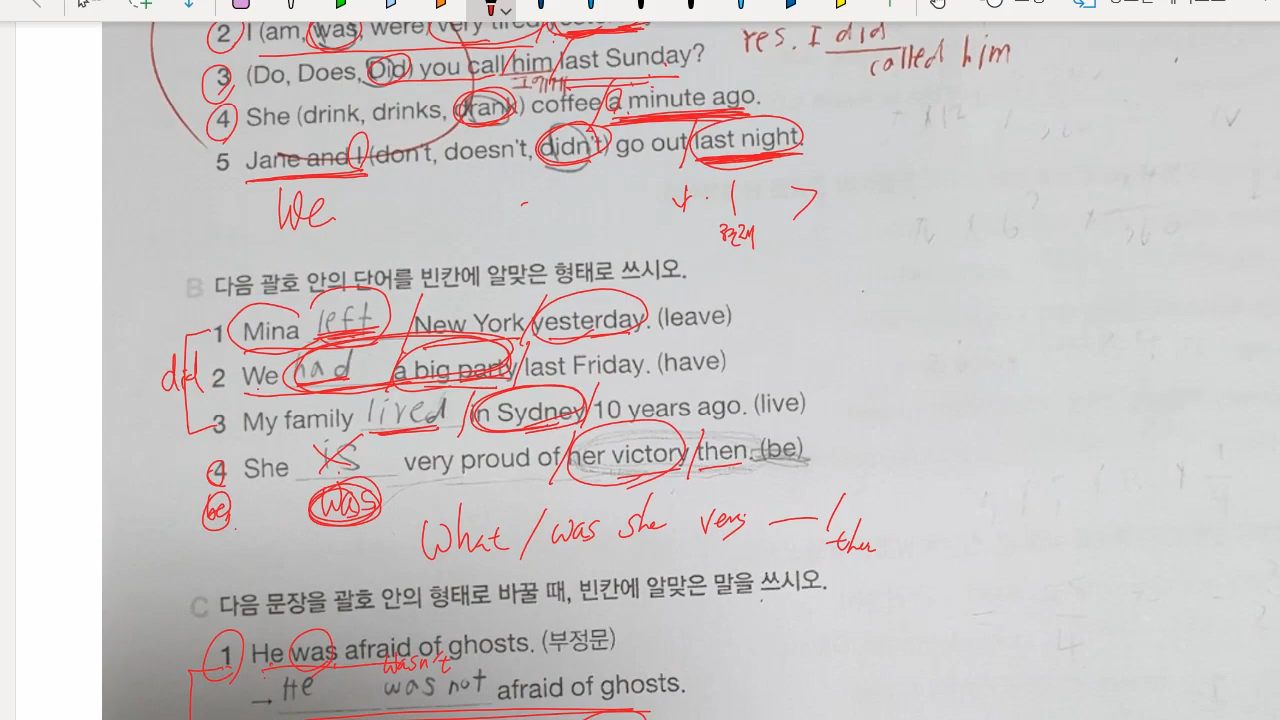 2 I (am, was, were) very tired
Yes. I did
3 (Do, Does, Did) you call him last Sunday?
called him
4 She (drink, drinks, drank) coffee a minute ago.
5 Jane and I (don't, doesn't, didn't) go out last night.
We
현재
B 다음 괄호 안의 단어를 빈칸에 알맞은 형태로 쓰시오.
1 Mina left New York yesterday. (leave)
did
2 We had a big party last Friday. (have)
3 My family lived in Sydney 10 years ago. (live)
4 She is very proud of her victory then. (be)
be was
What / was she very — / then
C 다음 문장을 괄호 안의 형태로 바꿀 때, 빈칸에 알맞은 말을 쓰시오.
1 He was afraid of ghosts. (부정문)
wasn't
→ He was not afraid of ghosts.